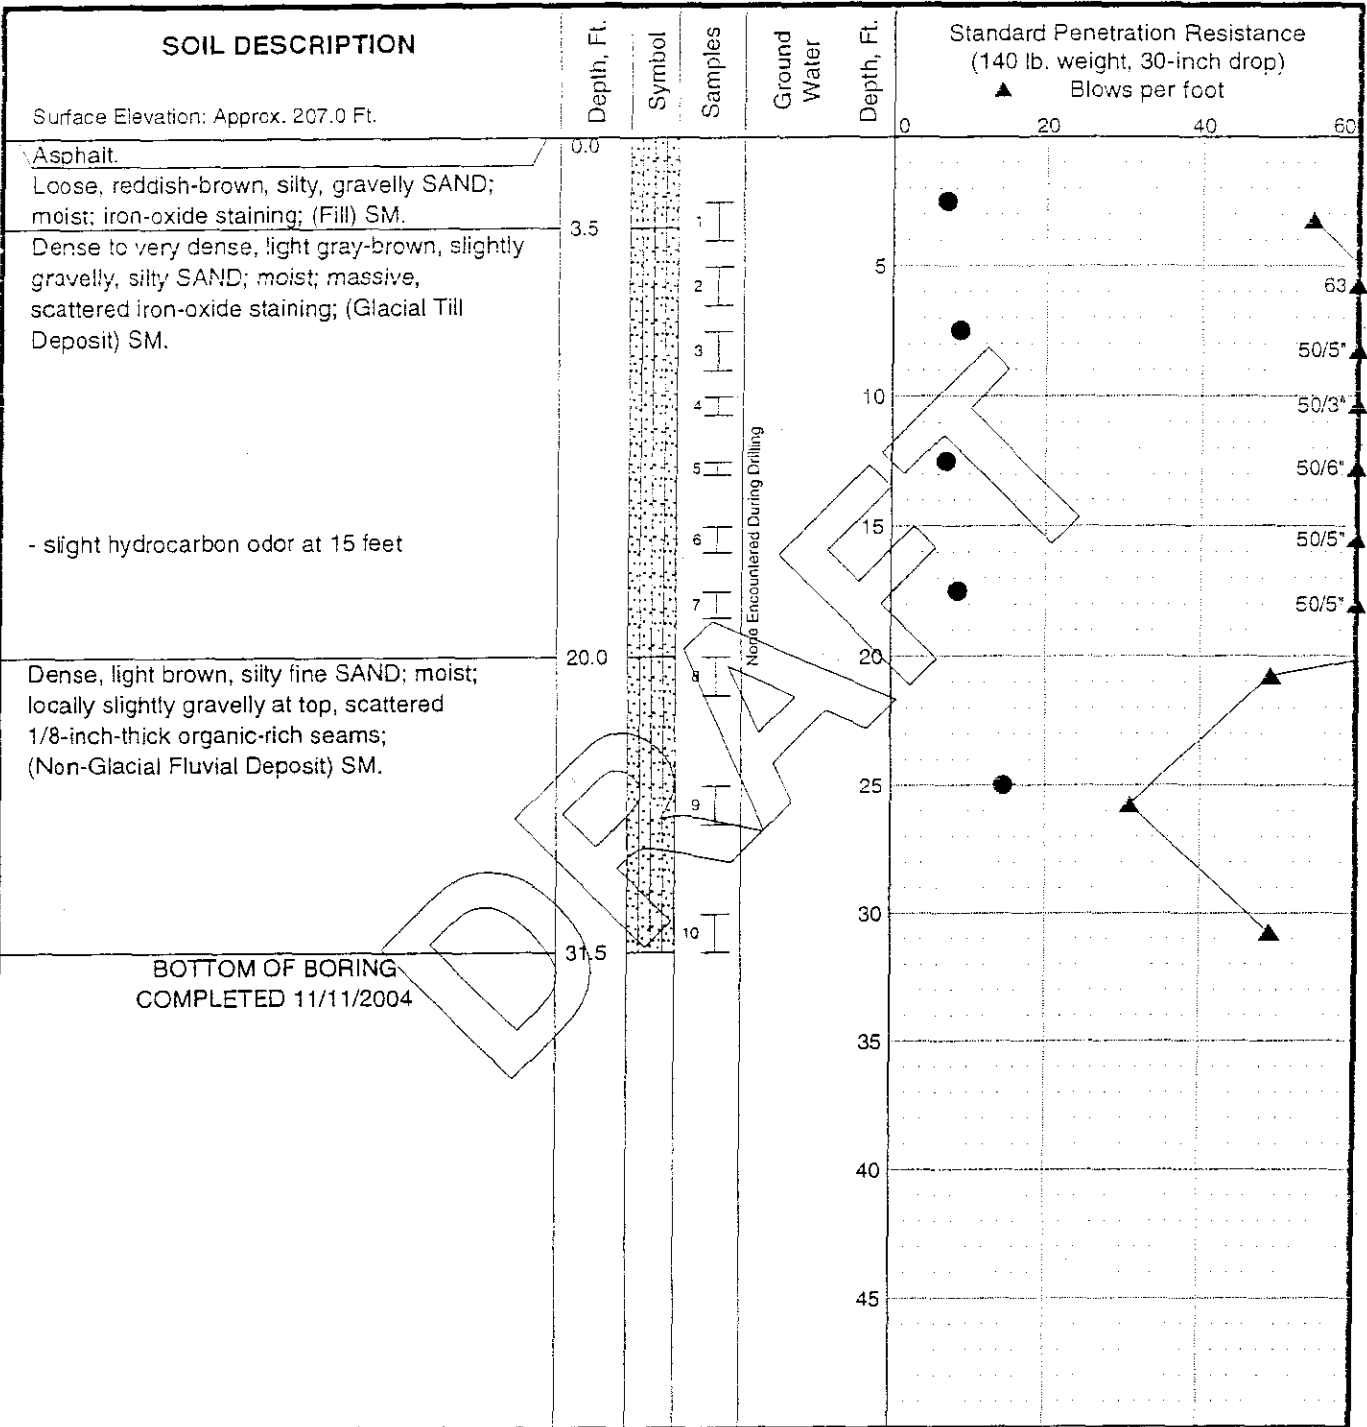 SOIL DESCRIPTION
Surface Elevation: Approx. 207.0 Ft.
Depth, Ft.
Symbol
Samples
Ground
Water
Depth, Ft.
Standard Penetration Resistance
(140 lb. weight, 30-inch drop)
▲ Blows per foot
0 20 40 60
Asphalt.
0.0
Loose, reddish-brown, silty, gravelly SAND;
moist; iron-oxide staining; (Fill) SM.
3.5
Dense to very dense, light gray-brown, slightly
gravelly, silty SAND; moist; massive,
scattered iron-oxide staining; (Glacial Till
Deposit) SM.
- slight hydrocarbon odor at 15 feet
20.0
Dense, light brown, silty fine SAND; moist;
locally slightly gravelly at top, scattered
1/8-inch-thick organic-rich seams;
(Non-Glacial Fluvial Deposit) SM.
31.5
BOTTOM OF BORING
COMPLETED 11/11/2004
1
2
3
4
5
6
7
8
9
10
None Encountered During Drilling
5
10
15
20
25
30
35
40
45
63
50/5"
50/3"
50/6"
50/5"
50/5"
DRAFT